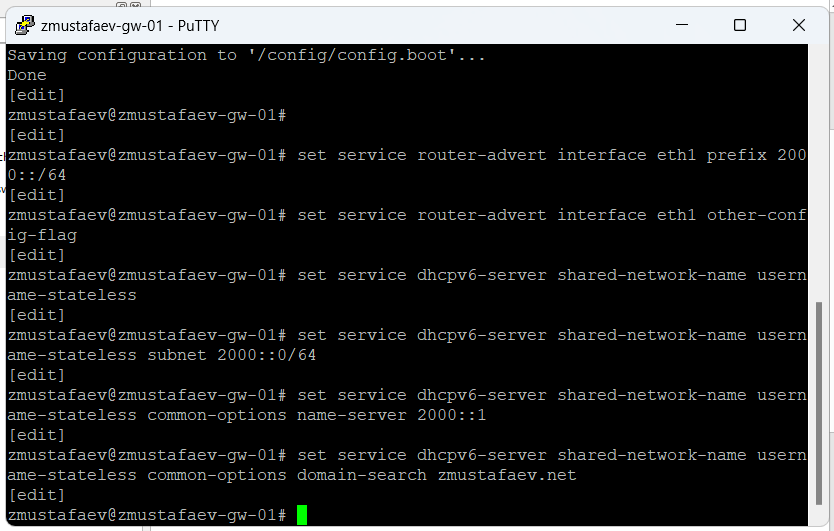 zmustafaev-gw-01 - PuTTY
Saving configuration to '/config/config.boot'...
Done
[edit]
zmustafaev@zmustafaev-gw-01#
[edit]
zmustafaev@zmustafaev-gw-01# set service router-advert interface eth1 prefix 200
0::/64
[edit]
zmustafaev@zmustafaev-gw-01# set service router-advert interface eth1 other-conf
ig-flag
[edit]
zmustafaev@zmustafaev-gw-01# set service dhcpv6-server shared-network-name usern
ame-stateless
[edit]
zmustafaev@zmustafaev-gw-01# set service dhcpv6-server shared-network-name usern
ame-stateless subnet 2000::0/64
[edit]
zmustafaev@zmustafaev-gw-01# set service dhcpv6-server shared-network-name usern
ame-stateless common-options name-server 2000::1
[edit]
zmustafaev@zmustafaev-gw-01# set service dhcpv6-server shared-network-name usern
ame-stateless common-options domain-search zmustafaev.net
[edit]
zmustafaev@zmustafaev-gw-01#